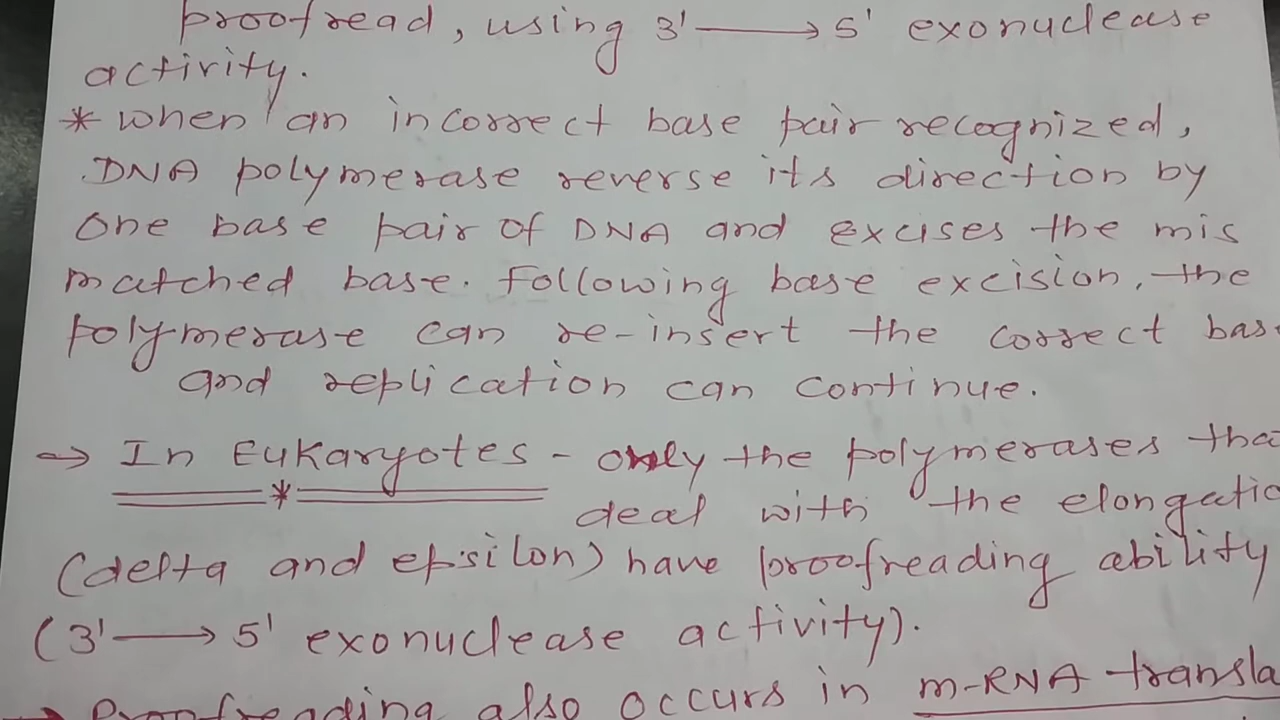 proofread, using 3' ⟶ 5' exonuclease
activity.
* when an incorrect base pair recognized,
DNA polymerase reverse its direction by
one base pair of DNA and excises the mis
matched base. Following base excision, the
polymerase can re-insert the correct bas
and replication can continue.
→ In Eukaryotes - only the polymerases tha
*
deal with the elongatio
(delta and epsilon) have proofreading ability
(3' ⟶ 5' exonuclease activity).
→ Proofreading also occurs in m-RNA transla